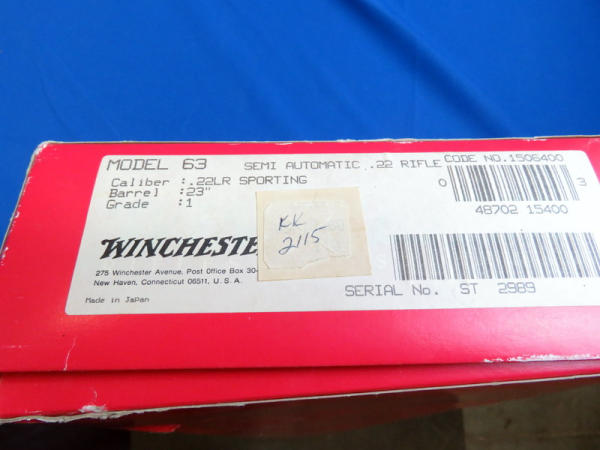 MODEL 63 SEMI AUTOMATIC .22 RIFLE CODE NO.1506400
Caliber :.22LR SPORTING
Barrel :23"
Grade :1
0 48702 15400 3
KK
2115
WINCHESTE
275 Winchester Avenue, Post Office Box 30-
New Haven, Connecticut 06511, U.S.A.
SERIAL No. ST 2989
Made in Japan